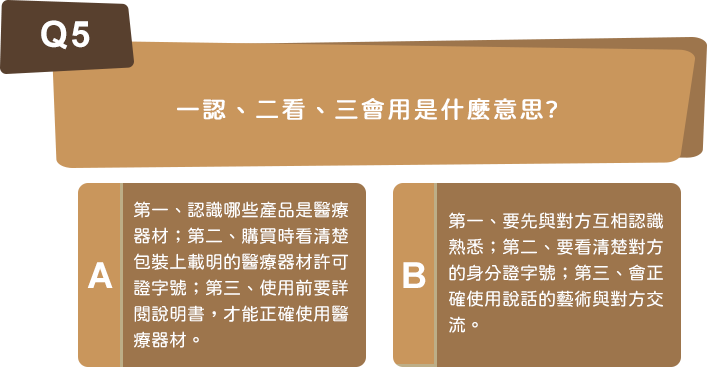 Q5
一認、二看、三會用是什麼意思?
A
第一、認識哪些產品是醫療
器材；第二、購買時看清楚
包裝上載明的醫療器材許可
證字號；第三、使用前要詳
閱說明書，才能正確使用醫
療器材。
B
第一、要先與對方互相認識
熟悉；第二、要看清楚對方
的身分證字號；第三、會正
確使用說話的藝術與對方交
流。